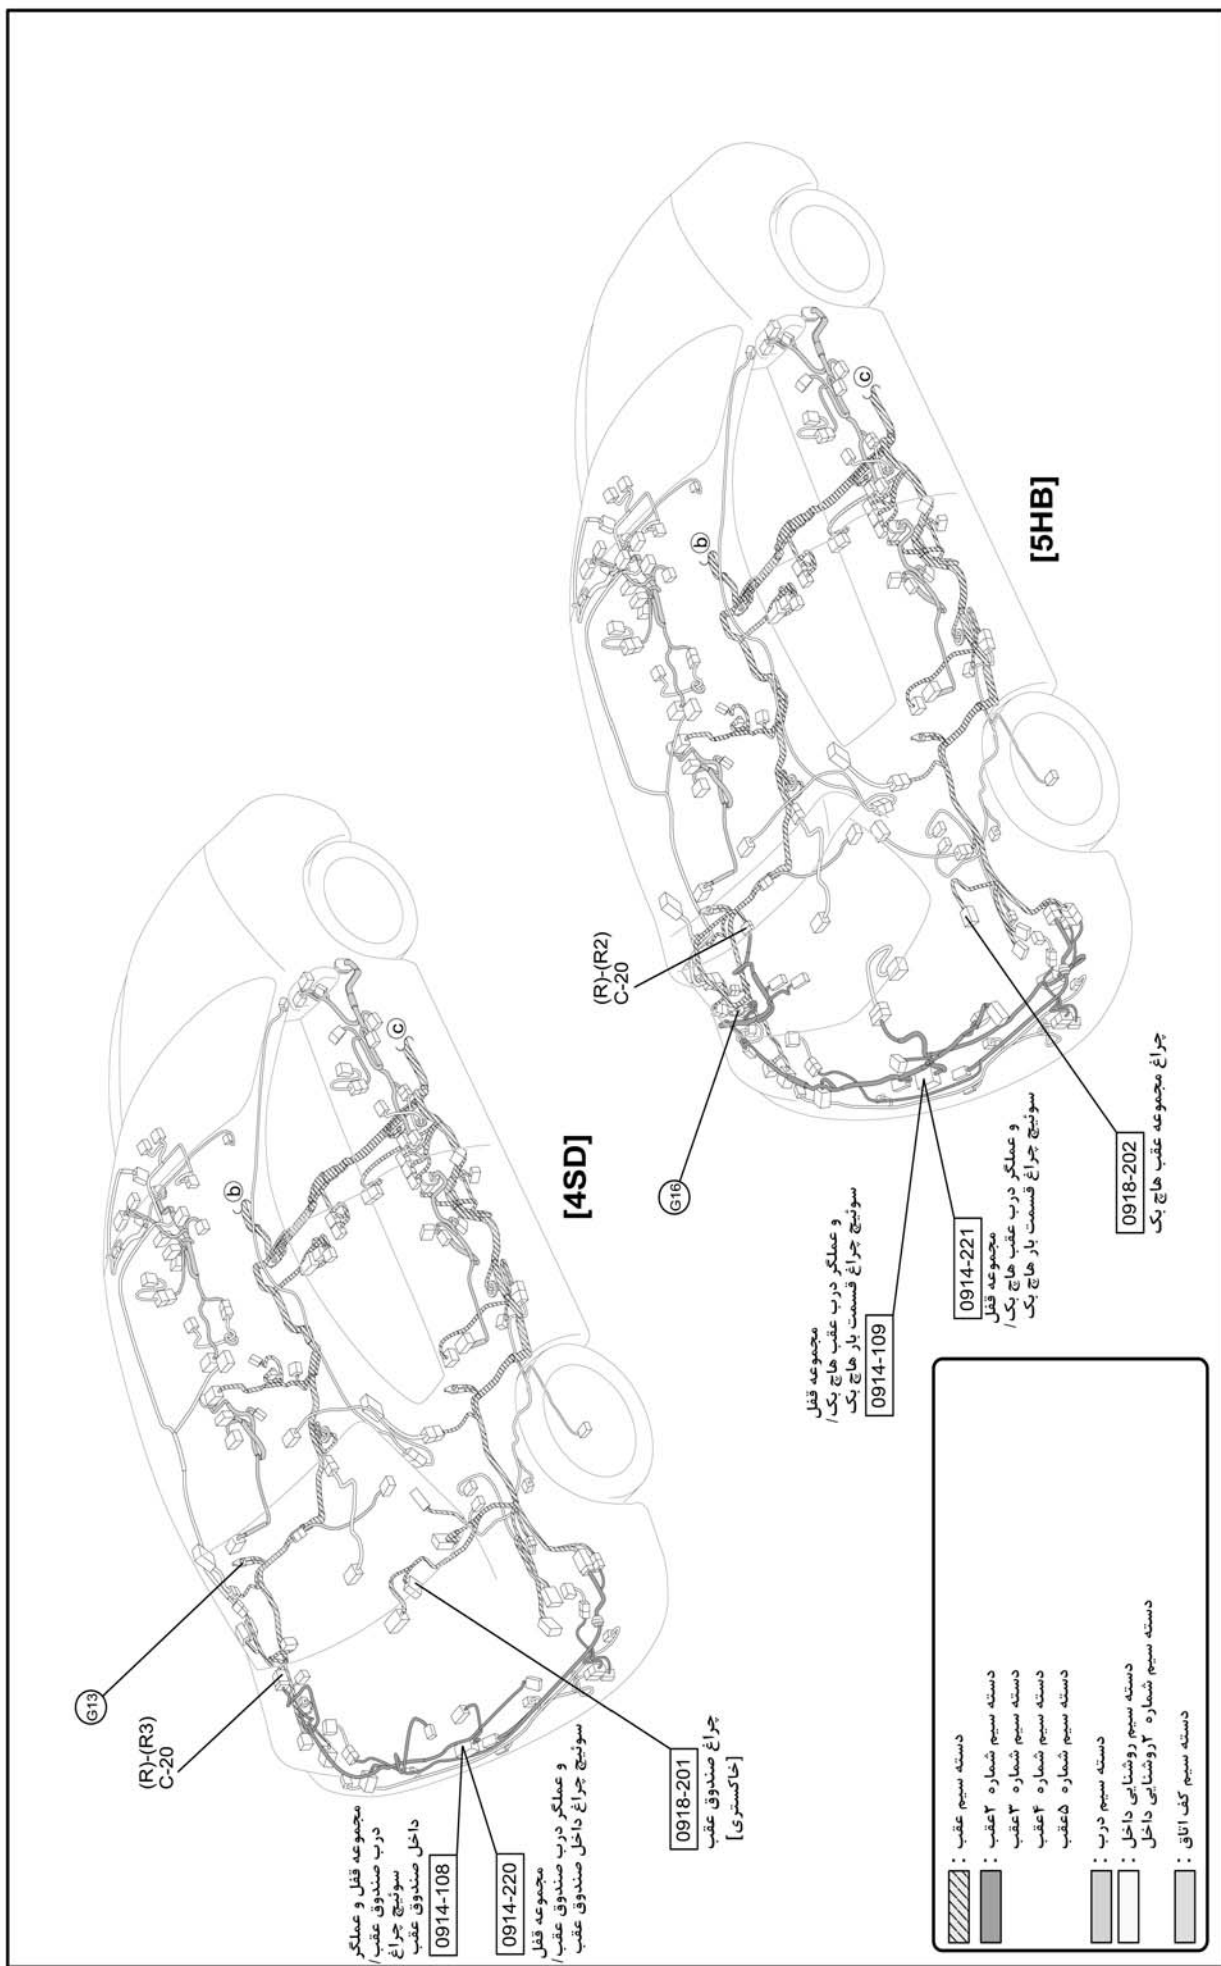 [4SD]
G13
(R)-(R3)
C-20
b
c
مجموعه قفل و عملگر
درب صندوق عقب/
سوئیچ چراغ
داخل صندوق عقب
0914-108
0914-220
مجموعه قفل
و عملگر درب صندوق عقب/
سوئیچ چراغ داخل صندوق عقب
0918-201
چراغ صندوق عقب
[خاکستری]
[5HB]
(R)-(R2)
C-20
b
c
G16
مجموعه قفل
و عملگر درب عقب هاچ بک/
سوئیچ چراغ قسمت بار هاچ بک
0914-109
0914-221
مجموعه قفل
و عملگر درب عقب هاچ بک/
سوئیچ چراغ قسمت بار هاچ بک
0918-202
چراغ مجموعه عقب هاچ بک
دسته سیم عقب :
دسته سیم شماره ۲عقب :
دسته سیم شماره ۳عقب
دسته سیم شماره ۴عقب
دسته سیم شماره ۵عقب
دسته سیم درب :
دسته سیم روشنایی داخل :
دسته سیم شماره ۲روشنایی داخل
دسته سیم کف اتاق :